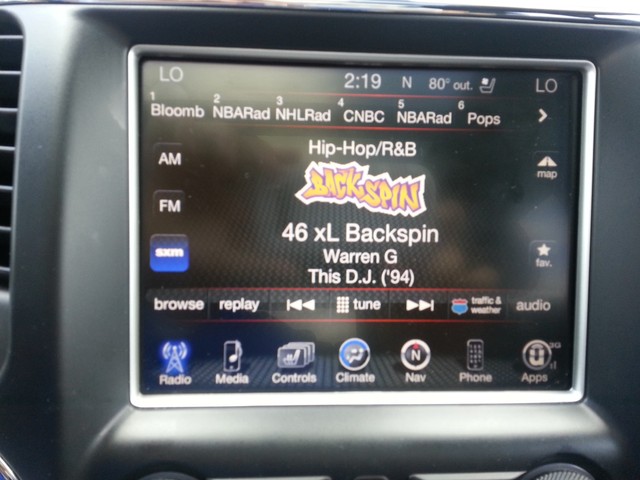 LO 2:19 N 80° out. LO
1 Bloomb 2 NBARad 3 NHLRad 4 CNBC 5 NBARad 6 Pops
Hip-Hop/R&B
AM
BACKSPIN
map
FM
46 xL Backspin
Warren G
sxm
fav.
This D.J. ('94)
browse replay tune traffic & weather audio
N 3G
Radio Media Controls Climate Nav Phone Apps